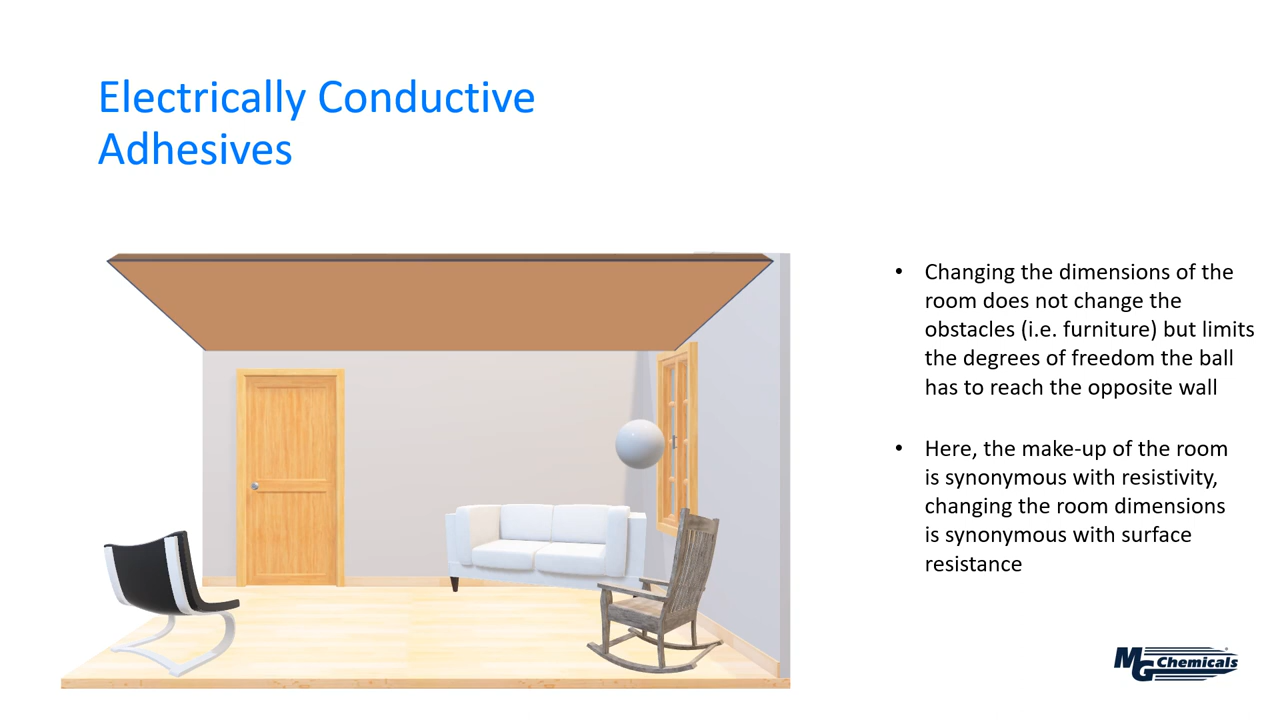 Electrically Conductive
Adhesives
• Changing the dimensions of the
room does not change the
obstacles (i.e. furniture) but limits
the degrees of freedom the ball
has to reach the opposite wall
• Here, the make-up of the room
is synonymous with resistivity,
changing the room dimensions
is synonymous with surface
resistance
MG Chemicals